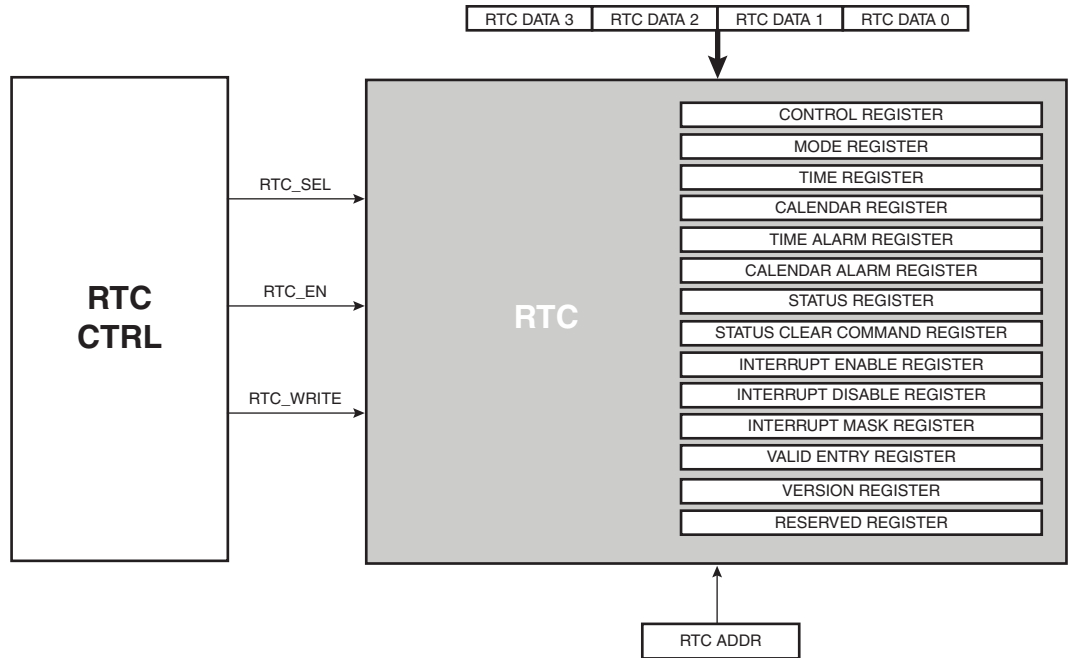 RTC DATA 3 RTC DATA 2 RTC DATA 1 RTC DATA 0
RTC
CTRL
RTC_SEL
RTC_EN
RTC_WRITE
RTC
CONTROL REGISTER
MODE REGISTER
TIME REGISTER
CALENDAR REGISTER
TIME ALARM REGISTER
CALENDAR ALARM REGISTER
STATUS REGISTER
STATUS CLEAR COMMAND REGISTER
INTERRUPT ENABLE REGISTER
INTERRUPT DISABLE REGISTER
INTERRUPT MASK REGISTER
VALID ENTRY REGISTER
VERSION REGISTER
RESERVED REGISTER
RTC ADDR